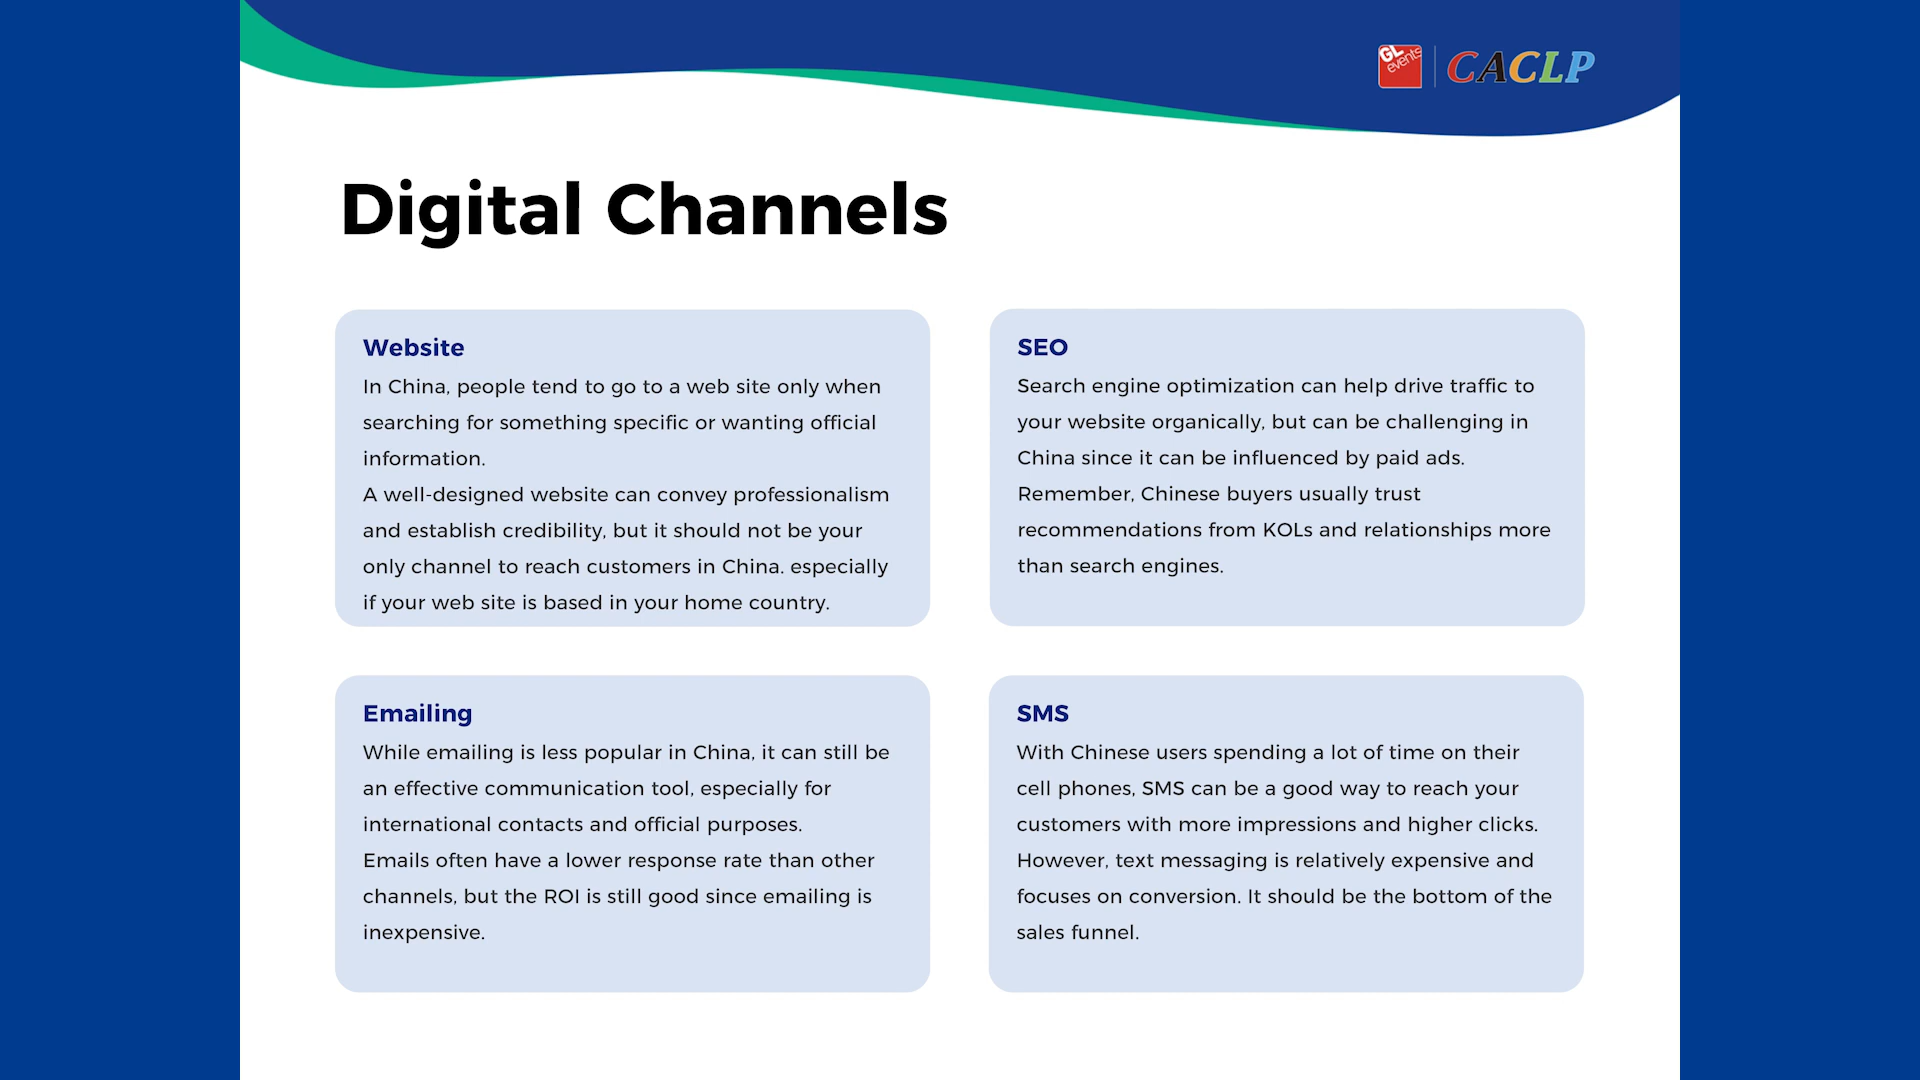 GL
events
CACLP
Digital Channels
Website
In China, people tend to go to a web site only when
searching for something specific or wanting official
information.
A well-designed website can convey professionalism
and establish credibility, but it should not be your
only channel to reach customers in China. especially
if your web site is based in your home country.
SEO
Search engine optimization can help drive traffic to
your website organically, but can be challenging in
China since it can be influenced by paid ads.
Remember, Chinese buyers usually trust
recommendations from KOLs and relationships more
than search engines.
Emailing
While emailing is less popular in China, it can still be
an effective communication tool, especially for
international contacts and official purposes.
Emails often have a lower response rate than other
channels, but the ROI is still good since emailing is
inexpensive.
SMS
With Chinese users spending a lot of time on their
cell phones, SMS can be a good way to reach your
customers with more impressions and higher clicks.
However, text messaging is relatively expensive and
focuses on conversion. It should be the bottom of the
sales funnel.